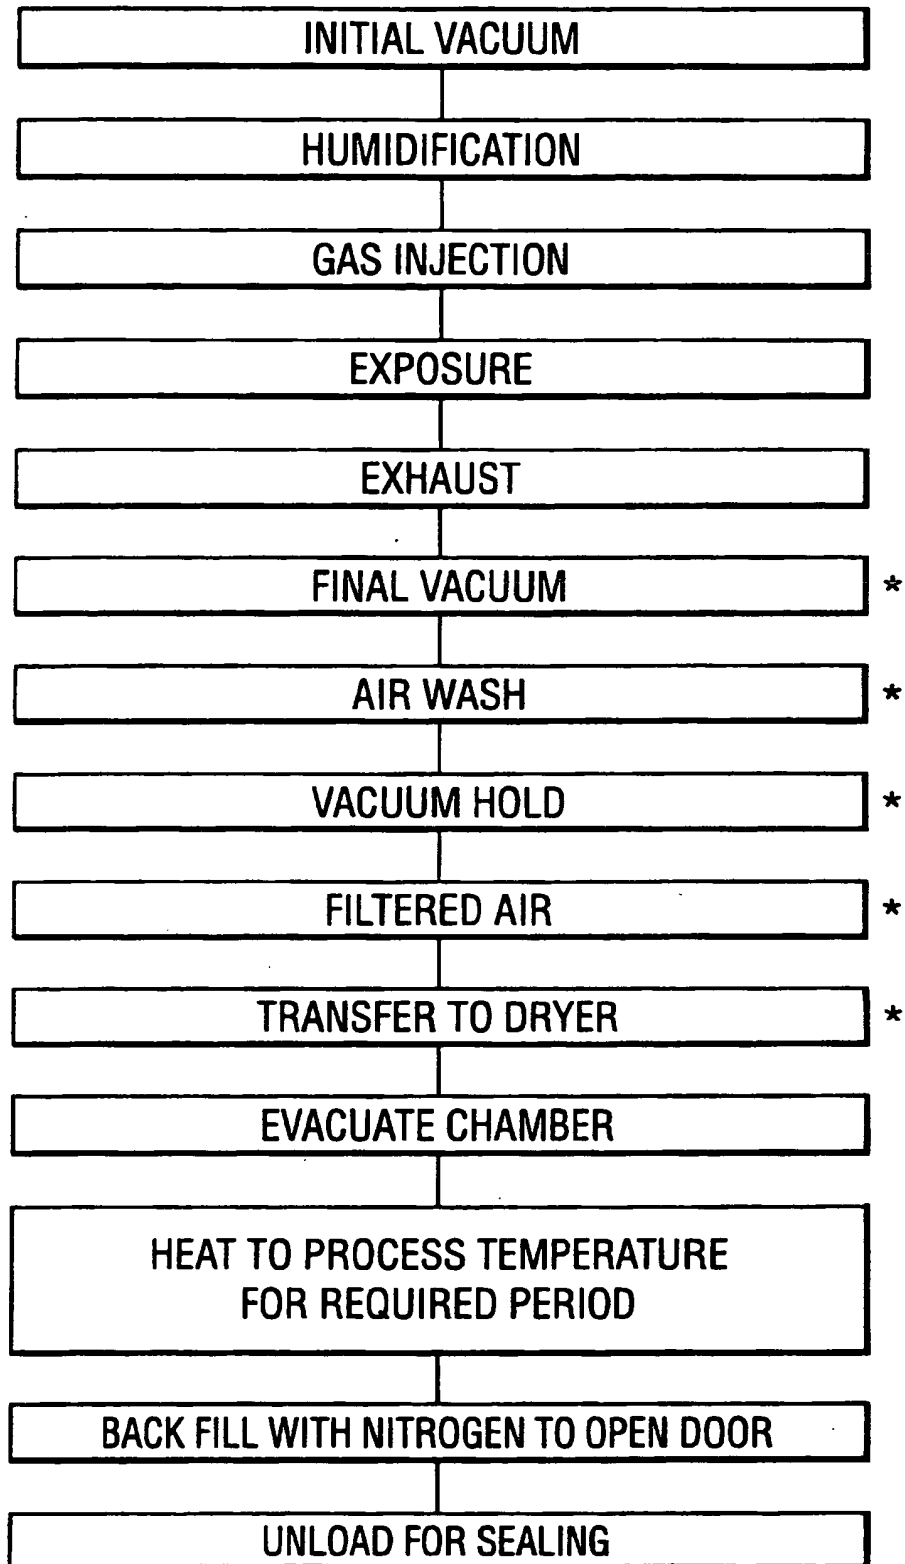 INITIAL VACUUM
HUMIDIFICATION
GAS INJECTION
EXPOSURE
EXHAUST
FINAL VACUUM *
AIR WASH *
VACUUM HOLD *
FILTERED AIR *
TRANSFER TO DRYER *
EVACUATE CHAMBER
HEAT TO PROCESS TEMPERATURE
FOR REQUIRED PERIOD
BACK FILL WITH NITROGEN TO OPEN DOOR
UNLOAD FOR SEALING